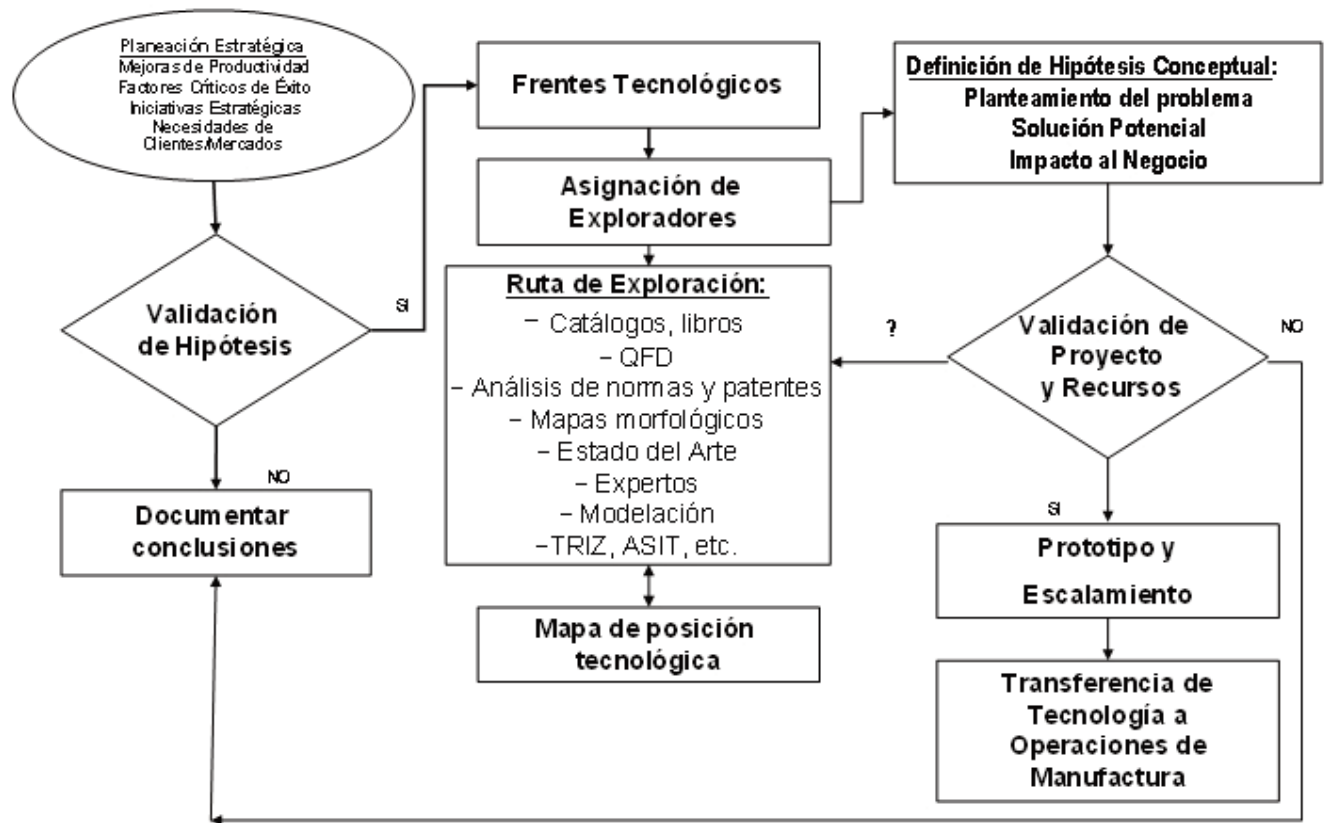 Planeación Estratégica
Mejoras de Productividad
Factores Críticos de Éxito
Iniciativas Estratégicas
Necesidades de
Clientes/Mercados
Validación
de Hipótesis
SI
NO
Documentar
conclusiones
Frentes Tecnológicos
Asignación de
Exploradores
Ruta de Exploración:
– Catálogos, libros
– QFD
– Análisis de normas y patentes
– Mapas morfológicos
– Estado del Arte
– Expertos
– Modelación
–TRIZ, ASIT, etc.
Mapa de posición
tecnológica
Definición de Hipótesis Conceptual:
Planteamiento del problema
Solución Potencial
Impacto al Negocio
?
Validación de
Proyecto
y Recursos
NO
SI
Prototipo y
Escalamiento
Transferencia de
Tecnología a
Operaciones de
Manufactura